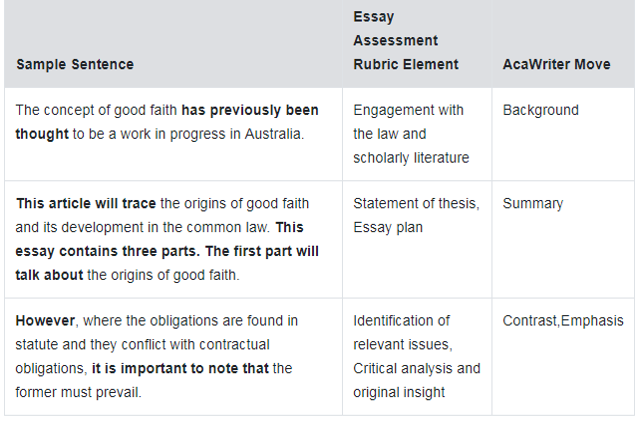 Sample Sentence
Essay
Assessment
Rubric Element
AcaWriter Move
The concept of good faith has previously been
thought to be a work in progress in Australia.
Engagement with
the law and
scholarly literature
Background
This article will trace the origins of good faith
and its development in the common law. This
essay contains three parts. The first part will
talk about the origins of good faith.
Statement of thesis,
Essay plan
Summary
However, where the obligations are found in
statute and they conflict with contractual
obligations, it is important to note that the
former must prevail.
Identification of
relevant issues,
Critical analysis and
original insight
Contrast,Emphasis